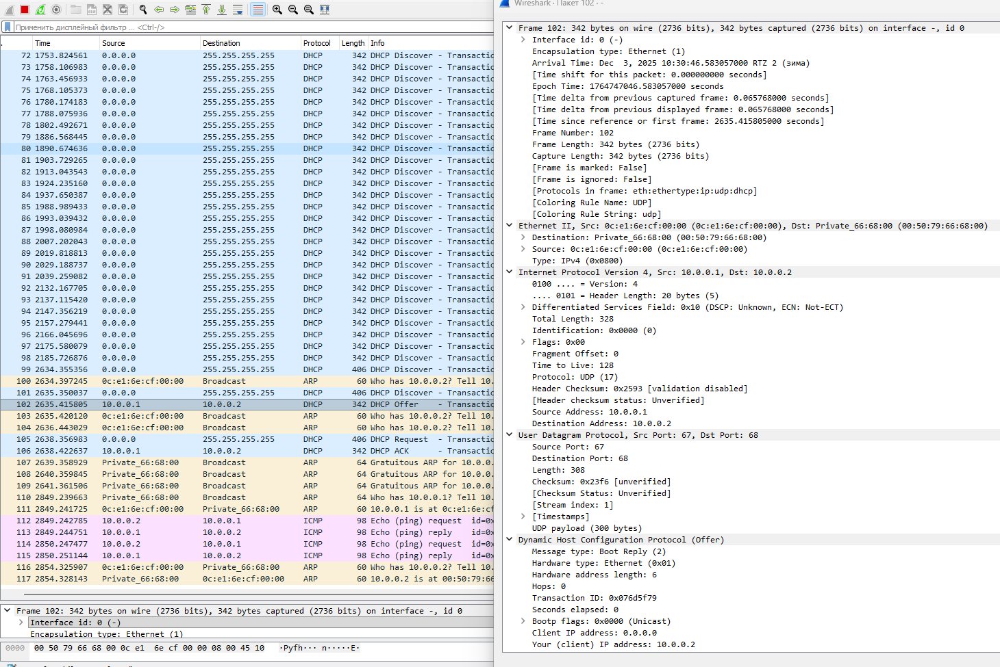 Применить дисплейный фильтр ... <Ctrl-/>
. Time Source Destination Protocol Length Info
72 1753.824561 0.0.0.0 255.255.255.255 DHCP 342 DHCP Discover - Transactic
73 1758.106983 0.0.0.0 255.255.255.255 DHCP 342 DHCP Discover - Transactic
74 1763.456933 0.0.0.0 255.255.255.255 DHCP 342 DHCP Discover - Transactic
75 1768.105373 0.0.0.0 255.255.255.255 DHCP 342 DHCP Discover - Transactic
76 1780.174183 0.0.0.0 255.255.255.255 DHCP 342 DHCP Discover - Transactic
77 1788.075936 0.0.0.0 255.255.255.255 DHCP 342 DHCP Discover - Transactic
78 1802.492671 0.0.0.0 255.255.255.255 DHCP 342 DHCP Discover - Transactic
79 1886.568445 0.0.0.0 255.255.255.255 DHCP 342 DHCP Discover - Transactic
80 1890.674636 0.0.0.0 255.255.255.255 DHCP 342 DHCP Discover - Transactic
81 1903.729265 0.0.0.0 255.255.255.255 DHCP 342 DHCP Discover - Transactic
82 1913.043543 0.0.0.0 255.255.255.255 DHCP 342 DHCP Discover - Transactic
83 1924.235160 0.0.0.0 255.255.255.255 DHCP 342 DHCP Discover - Transactic
84 1937.650387 0.0.0.0 255.255.255.255 DHCP 342 DHCP Discover - Transactic
85 1988.989433 0.0.0.0 255.255.255.255 DHCP 342 DHCP Discover - Transactic
86 1993.039432 0.0.0.0 255.255.255.255 DHCP 342 DHCP Discover - Transactic
87 1998.080984 0.0.0.0 255.255.255.255 DHCP 342 DHCP Discover - Transactic
88 2007.202043 0.0.0.0 255.255.255.255 DHCP 342 DHCP Discover - Transactic
89 2019.818813 0.0.0.0 255.255.255.255 DHCP 342 DHCP Discover - Transactic
90 2029.188737 0.0.0.0 255.255.255.255 DHCP 342 DHCP Discover - Transactic
91 2039.259082 0.0.0.0 255.255.255.255 DHCP 342 DHCP Discover - Transactic
92 2132.167705 0.0.0.0 255.255.255.255 DHCP 342 DHCP Discover - Transactic
93 2137.115420 0.0.0.0 255.255.255.255 DHCP 342 DHCP Discover - Transactic
94 2147.356219 0.0.0.0 255.255.255.255 DHCP 342 DHCP Discover - Transactic
95 2157.279441 0.0.0.0 255.255.255.255 DHCP 342 DHCP Discover - Transactic
96 2166.045696 0.0.0.0 255.255.255.255 DHCP 342 DHCP Discover - Transactic
97 2175.580079 0.0.0.0 255.255.255.255 DHCP 342 DHCP Discover - Transactic
98 2185.726876 0.0.0.0 255.255.255.255 DHCP 342 DHCP Discover - Transactic
99 2634.355356 0.0.0.0 255.255.255.255 DHCP 406 DHCP Discover - Transactic
100 2634.397245 0c:e1:6e:cf:00:00 Broadcast ARP 60 Who has 10.0.0.2? Tell 10.
101 2635.350037 0.0.0.0 255.255.255.255 DHCP 406 DHCP Discover - Transactic
102 2635.415805 10.0.0.1 10.0.0.2 DHCP 342 DHCP Offer - Transactic
103 2635.420120 0c:e1:6e:cf:00:00 Broadcast ARP 60 Who has 10.0.0.2? Tell 10.
104 2636.443029 0c:e1:6e:cf:00:00 Broadcast ARP 60 Who has 10.0.0.2? Tell 10.
105 2638.356983 0.0.0.0 255.255.255.255 DHCP 406 DHCP Request - Transactic
106 2638.422637 10.0.0.1 10.0.0.2 DHCP 342 DHCP ACK - Transactic
107 2639.358929 Private_66:68:00 Broadcast ARP 64 Gratuitous ARP for 10.0.0.
108 2640.359845 Private_66:68:00 Broadcast ARP 64 Gratuitous ARP for 10.0.0.
109 2641.361506 Private_66:68:00 Broadcast ARP 64 Gratuitous ARP for 10.0.0.
110 2849.239663 Private_66:68:00 Broadcast ARP 64 Who has 10.0.0.1? Tell 10.
111 2849.241725 0c:e1:6e:cf:00:00 Private_66:68:00 ARP 60 10.0.0.1 is at 0c:e1:6e:cf
112 2849.242785 10.0.0.2 10.0.0.1 ICMP 98 Echo (ping) request id=0x
113 2849.244751 10.0.0.1 10.0.0.2 ICMP 98 Echo (ping) reply id=0x
114 2850.247477 10.0.0.2 10.0.0.1 ICMP 98 Echo (ping) request id=0x
115 2850.251144 10.0.0.1 10.0.0.2 ICMP 98 Echo (ping) reply id=0x
116 2854.325907 0c:e1:6e:cf:00:00 Private_66:68:00 ARP 60 Who has 10.0.0.2? Tell 10.
117 2854.328143 Private_66:68:00 0c:e1:6e:cf:00:00 ARP 60 10.0.0.2 is at 00:50:79:66
Frame 102: 342 bytes on wire (2736 bits), 342 bytes captured (2736 bits) on interface -, id 0
Interface id: 0 (-)
Encapsulation type: Ethernet (1)
0000 00 50 79 66 68 00 0c e1 6e cf 00 00 08 00 45 10 ·Pyfh··· n·····E·
Wireshark · Пакет 102 · -
Frame 102: 342 bytes on wire (2736 bits), 342 bytes captured (2736 bits) on interface -, id 0
Interface id: 0 (-)
Encapsulation type: Ethernet (1)
Arrival Time: Dec 3, 2025 10:30:46.583057000 RTZ 2 (зима)
[Time shift for this packet: 0.000000000 seconds]
Epoch Time: 1764747046.583057000 seconds
[Time delta from previous captured frame: 0.065768000 seconds]
[Time delta from previous displayed frame: 0.065768000 seconds]
[Time since reference or first frame: 2635.415805000 seconds]
Frame Number: 102
Frame Length: 342 bytes (2736 bits)
Capture Length: 342 bytes (2736 bits)
[Frame is marked: False]
[Frame is ignored: False]
[Protocols in frame: eth:ethertype:ip:udp:dhcp]
[Coloring Rule Name: UDP]
[Coloring Rule String: udp]
Ethernet II, Src: 0c:e1:6e:cf:00:00 (0c:e1:6e:cf:00:00), Dst: Private_66:68:00 (00:50:79:66:68:00)
Destination: Private_66:68:00 (00:50:79:66:68:00)
Source: 0c:e1:6e:cf:00:00 (0c:e1:6e:cf:00:00)
Type: IPv4 (0x0800)
Internet Protocol Version 4, Src: 10.0.0.1, Dst: 10.0.0.2
0100 .... = Version: 4
.... 0101 = Header Length: 20 bytes (5)
Differentiated Services Field: 0x10 (DSCP: Unknown, ECN: Not-ECT)
Total Length: 328
Identification: 0x0000 (0)
Flags: 0x00
Fragment Offset: 0
Time to Live: 128
Protocol: UDP (17)
Header Checksum: 0x2593 [validation disabled]
[Header checksum status: Unverified]
Source Address: 10.0.0.1
Destination Address: 10.0.0.2
User Datagram Protocol, Src Port: 67, Dst Port: 68
Source Port: 67
Destination Port: 68
Length: 308
Checksum: 0x23f6 [unverified]
[Checksum Status: Unverified]
[Stream index: 1]
[Timestamps]
UDP payload (300 bytes)
Dynamic Host Configuration Protocol (Offer)
Message type: Boot Reply (2)
Hardware type: Ethernet (0x01)
Hardware address length: 6
Hops: 0
Transaction ID: 0x076d5f79
Seconds elapsed: 0
Bootp flags: 0x0000 (Unicast)
Client IP address: 0.0.0.0
Your (client) IP address: 10.0.0.2